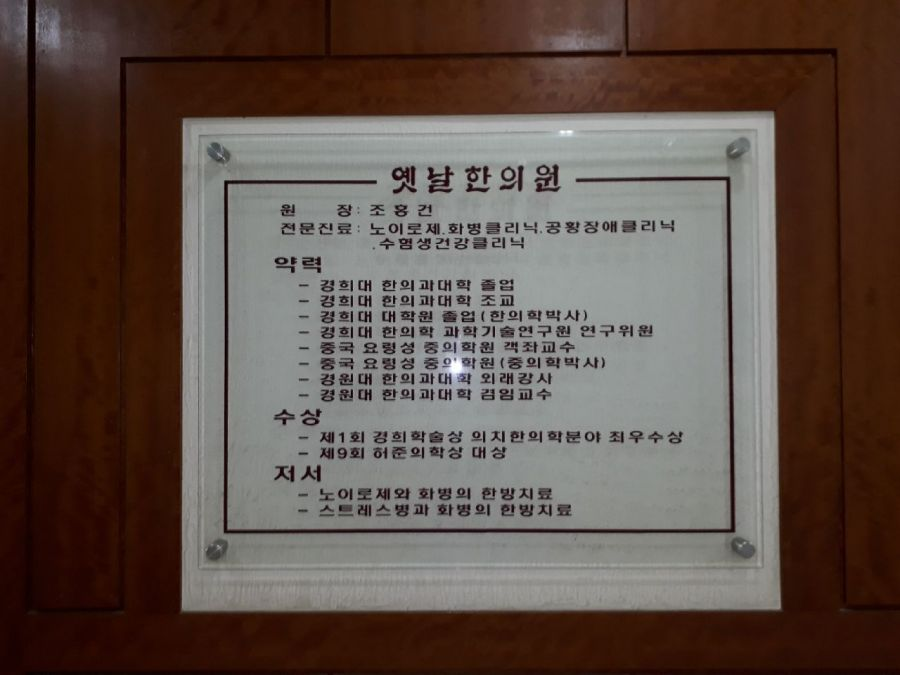 옛날한의원
원 장: 조 홍 건
전문진료: 노이로제.화병클리닉.공황장애클리닉
.수험생건강클리닉
약력
- 경희대 한의과대학 졸업
- 경희대 한의과대학 조교
- 경희대 대학원 졸업(한의학박사)
- 경희대 한의학 과학기술연구원 연구위원
- 중국 요령성 중의학원 객좌교수
- 중국 요령성 중의학원(중의학박사)
- 경원대 한의과대학 외래강사
- 경원대 한의과대학 겸임교수
수상
- 제1회 경희학술상 의치한의학분야 최우수상
- 제9회 허준의학상 대상
저서
- 노이로제와 화병의 한방치료
- 스트레스병과 화병의 한방치료